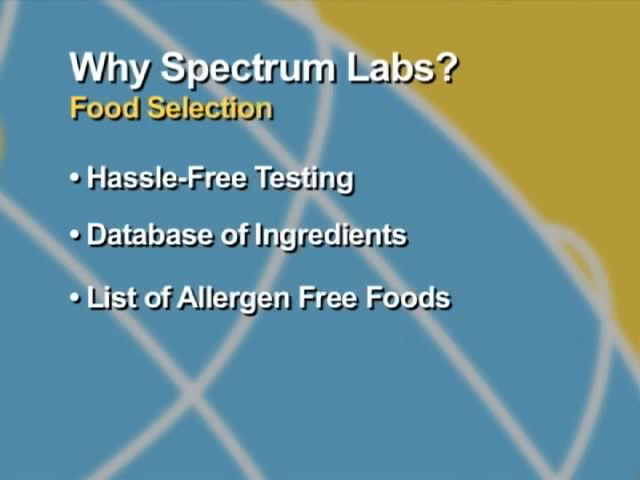 Why Spectrum Labs?
Food Selection
• Hassle-Free Testing
• Database of Ingredients
• List of Allergen Free Foods